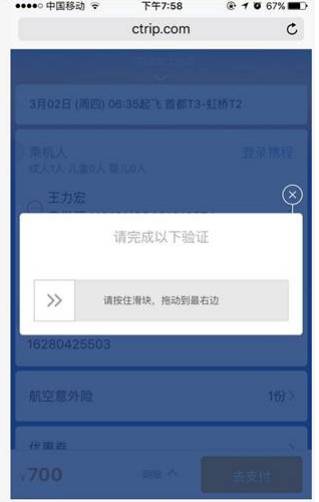 中国移动
下午7:58
67%
ctrip.com
3月02日 (周四) 06:35起飞 首都T3-虹桥T2
乘机人
登录携程
成人1人 儿童0人 婴儿0人
王力宏
请完成以下验证
请按住滑块，拖动到最右边
16280425503
航空意外险
1份
优惠券
¥700
明细
去支付